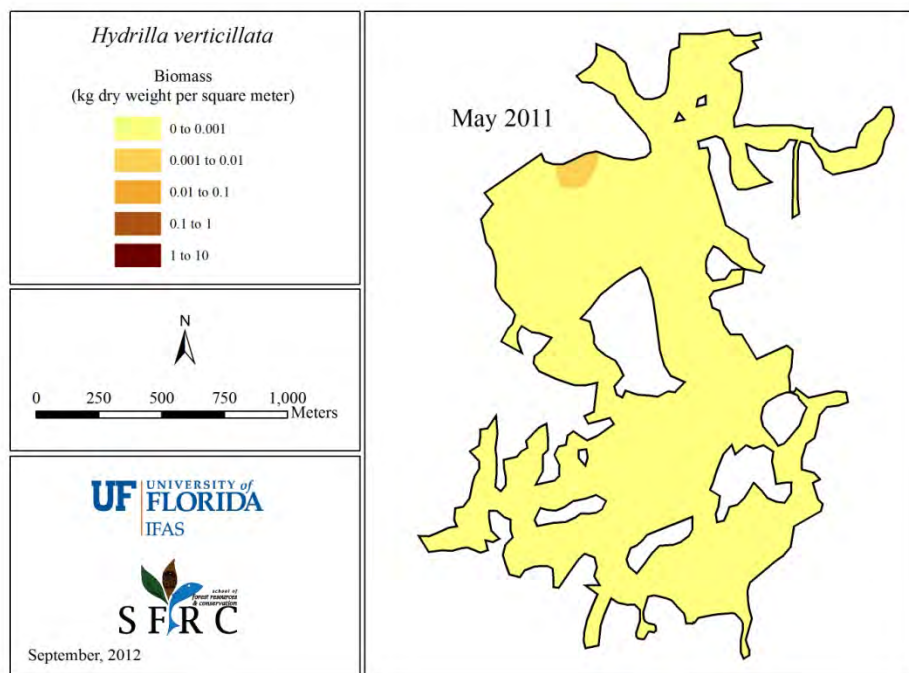 Hydrilla verticillata
Biomass
(kg dry weight per square meter)
0 to 0.001
0.001 to 0.01
0.01 to 0.1
0.1 to 1
1 to 10
N
0 250 500 750 1,000
Meters
UF UNIVERSITY of
FLORIDA
IFAS
school of
forest resources
& conservation
SFRC
September, 2012
May 2011